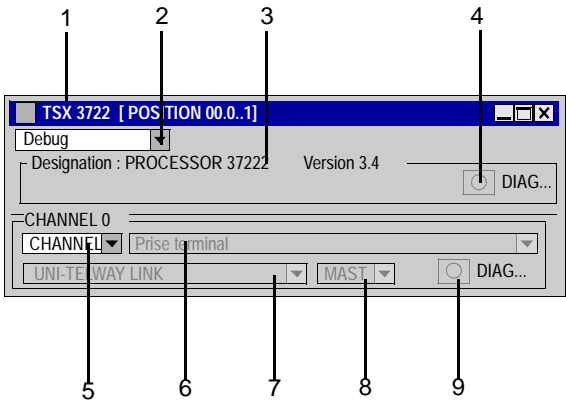 1 2 3 4
TSX 3722 [ POSITION 00.0..1]
Debug
Designation : PROCESSOR 37222 Version 3.4
DIAG...
CHANNEL 0
CHANNEL Prise terminal
UNI-TELWAY LINK MAST DIAG...
5 6 7 8 9